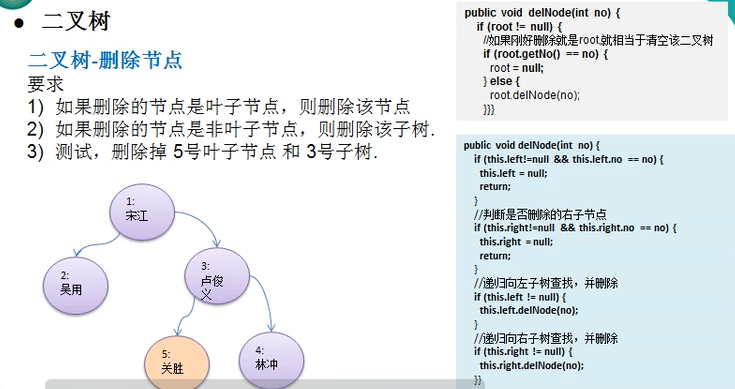 ● 二叉树
二叉树-删除节点
要求
1) 如果删除的节点是叶子节点，则删除该节点
2) 如果删除的节点是非叶子节点，则删除该子树.
3) 测试，删除掉 5号叶子节点 和 3号子树.
1:
宋江
2:
吴用
3:
卢俊
义
5:
关胜
4:
林冲
public void delNode(int no) {
if (root != null) {
//如果刚好删除就是root,就相当于清空该二叉树
if (root.getNo() == no) {
root = null;
} else {
root.delNode(no);
}}}
public void delNode(int no) {
if (this.left!=null && this.left.no == no) {
this.left = null;
return;
}
//判断是否删除的右子节点
if (this.right!=null && this.right.no == no) {
this.right = null;
return;
}
//递归向左子树查找，并删除
if (this.left != null) {
this.left.delNode(no);
}
//递归向右子树查找，并删除
if (this.right != null) {
this.right.delNode(no);
}}